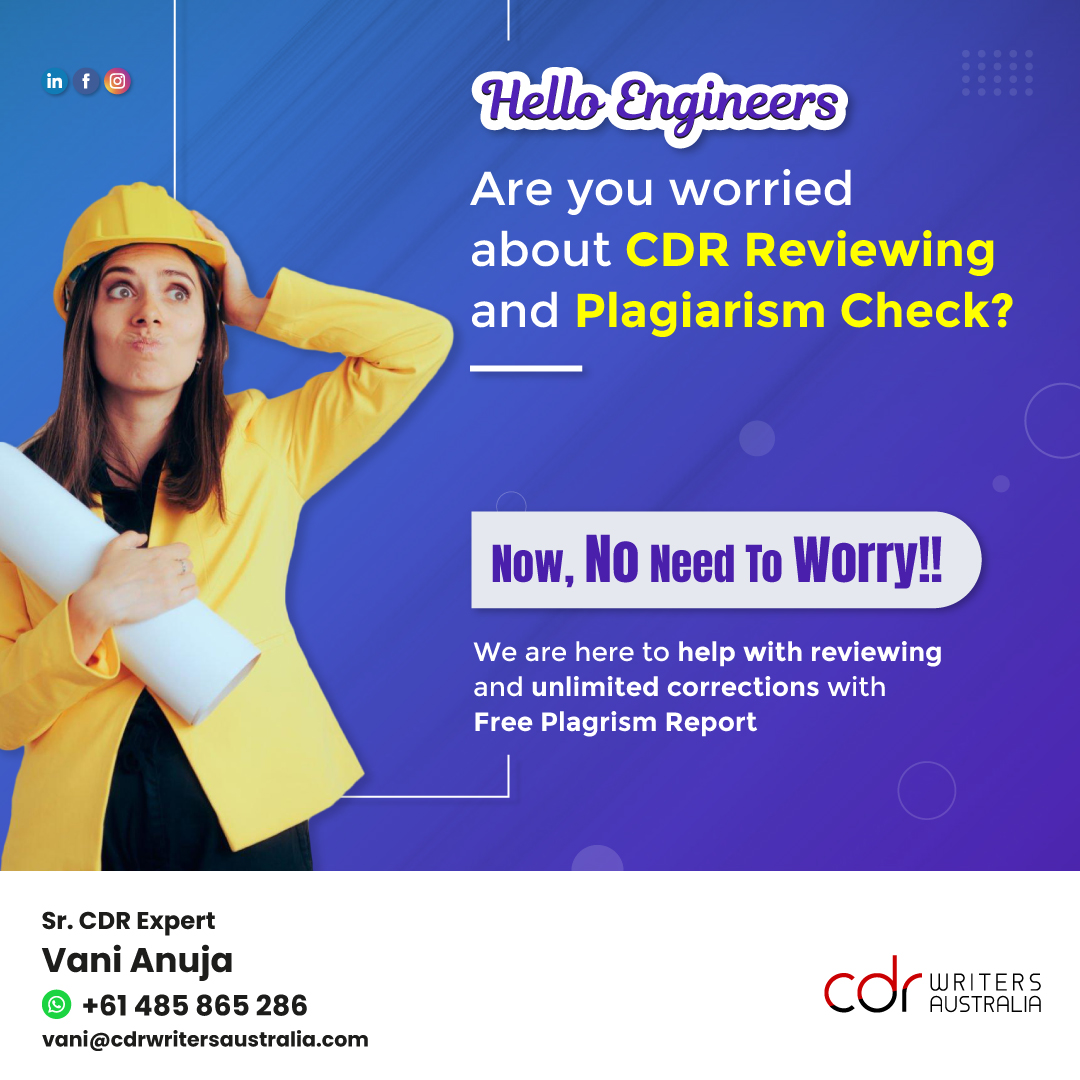 in f
Hello Engineers
Are you worried
about CDR Reviewing
and Plagiarism Check?
Now, NO Need To Worry!!
We are here to help with reviewing
and unlimited corrections with
Free Plagrism Report
Sr. CDR Expert
Vani Anuja
+61 485 865 286
vani@cdrwritersaustralia.com
cdr WRITERS
AUSTRALIA